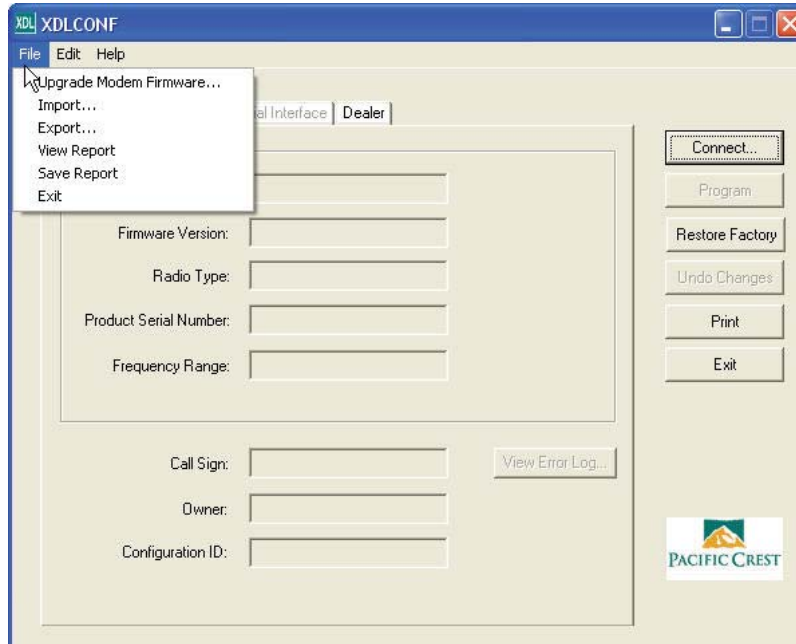 XDL XDLCONF
File Edit Help
Upgrade Modem Firmware...
Import...
Export...
View Report
Save Report
Exit
Interface
Dealer
Firmware Version:
Radio Type:
Product Serial Number:
Frequency Range:
Call Sign:
Owner:
Configuration ID:
View Error Log...
Connect...
Program
Restore Factory
Undo Changes
Print
Exit
PACIFIC CREST